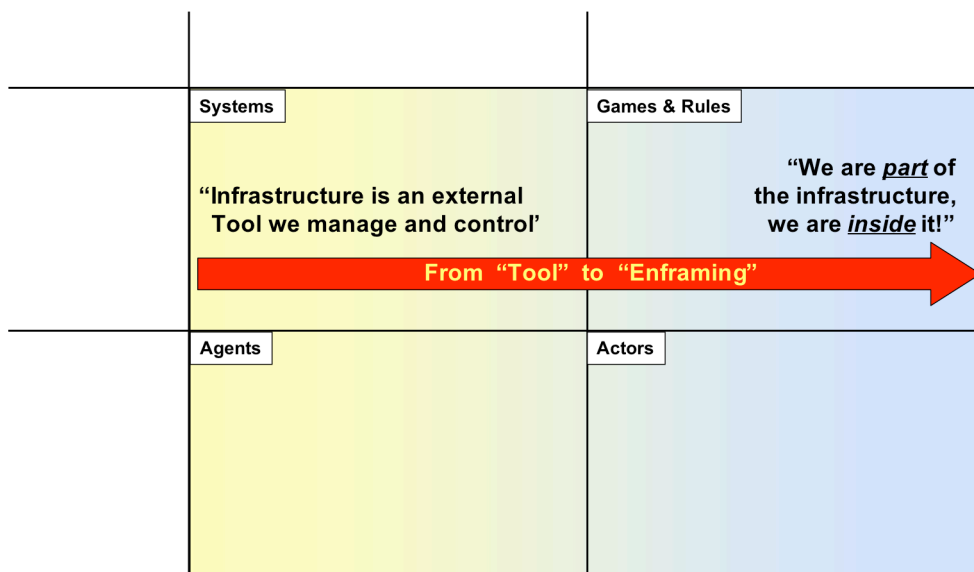 Systems
Games & Rules
“Infrastructure is an external
Tool we manage and control’
“We are part of
the infrastructure,
we are inside it!”
From “Tool” to “Enframing”
Agents
Actors